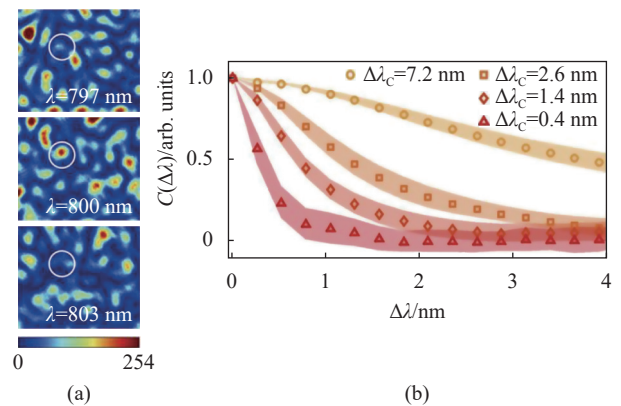 λ=797 nm
λ=800 nm
λ=803 nm
0 254
(a)
C(Δλ)/arb. units
1.0
0.5
0
Δλ_C=7.2 nm
Δλ_C=2.6 nm
Δλ_C=1.4 nm
Δλ_C=0.4 nm
0 1 2 3 4
Δλ/nm
(b)